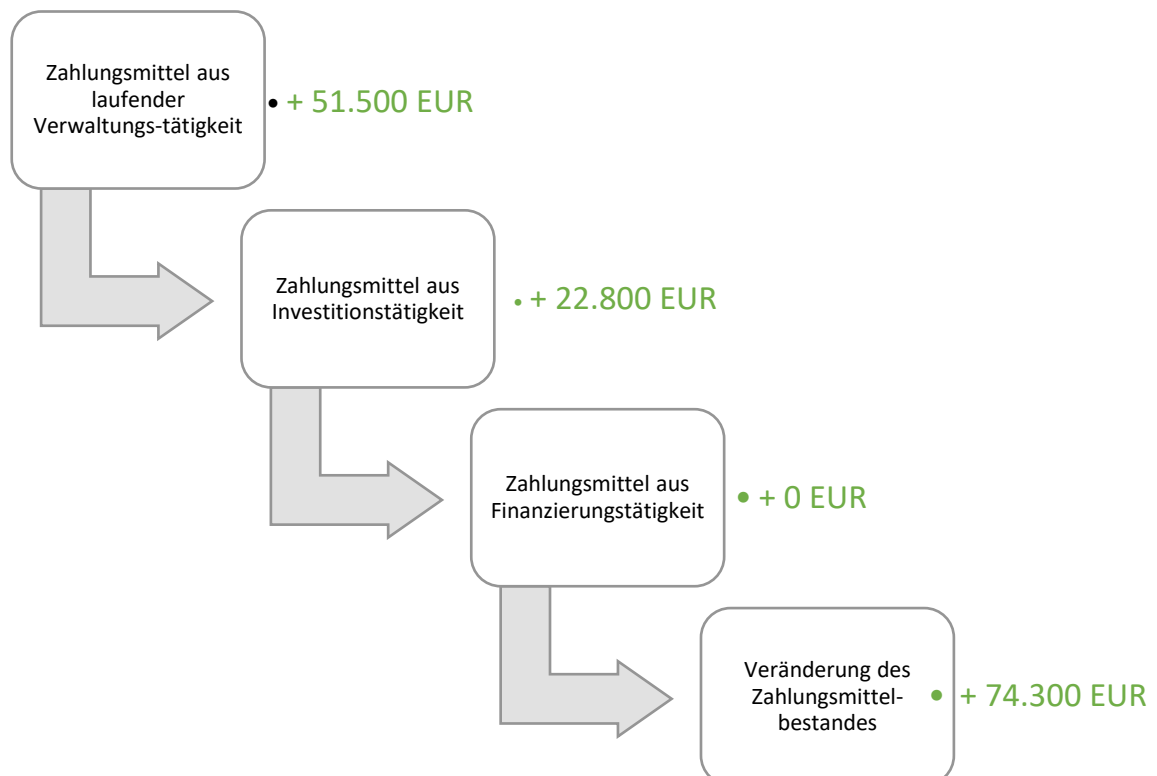 Zahlungsmittel aus
laufender
Verwaltungs-tätigkeit
• + 51.500 EUR
Zahlungsmittel aus
Investitionstätigkeit
• + 22.800 EUR
Zahlungsmittel aus
Finanzierungstätigkeit
• + 0 EUR
Veränderung des
Zahlungsmittel-
bestandes
• + 74.300 EUR